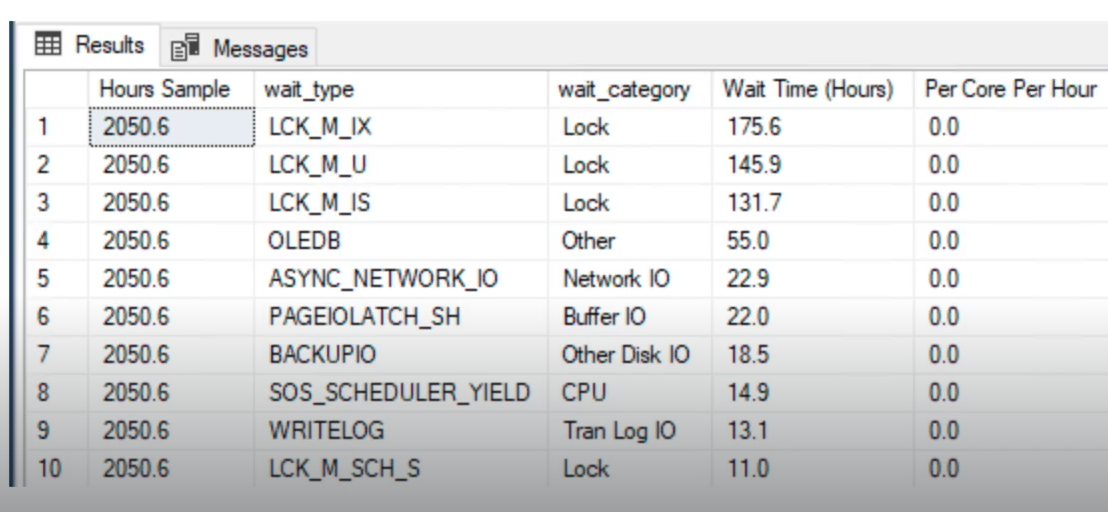 Results Messages
Hours Sample wait_type wait_category Wait Time (Hours) Per Core Per Hour
1 2050.6 LCK_M_IX Lock 175.6 0.0
2 2050.6 LCK_M_U Lock 145.9 0.0
3 2050.6 LCK_M_IS Lock 131.7 0.0
4 2050.6 OLEDB Other 55.0 0.0
5 2050.6 ASYNC_NETWORK_IO Network IO 22.9 0.0
6 2050.6 PAGEIOLATCH_SH Buffer IO 22.0 0.0
7 2050.6 BACKUPIO Other Disk IO 18.5 0.0
8 2050.6 SOS_SCHEDULER_YIELD CPU 14.9 0.0
9 2050.6 WRITELOG Tran Log IO 13.1 0.0
10 2050.6 LCK_M_SCH_S Lock 11.0 0.0